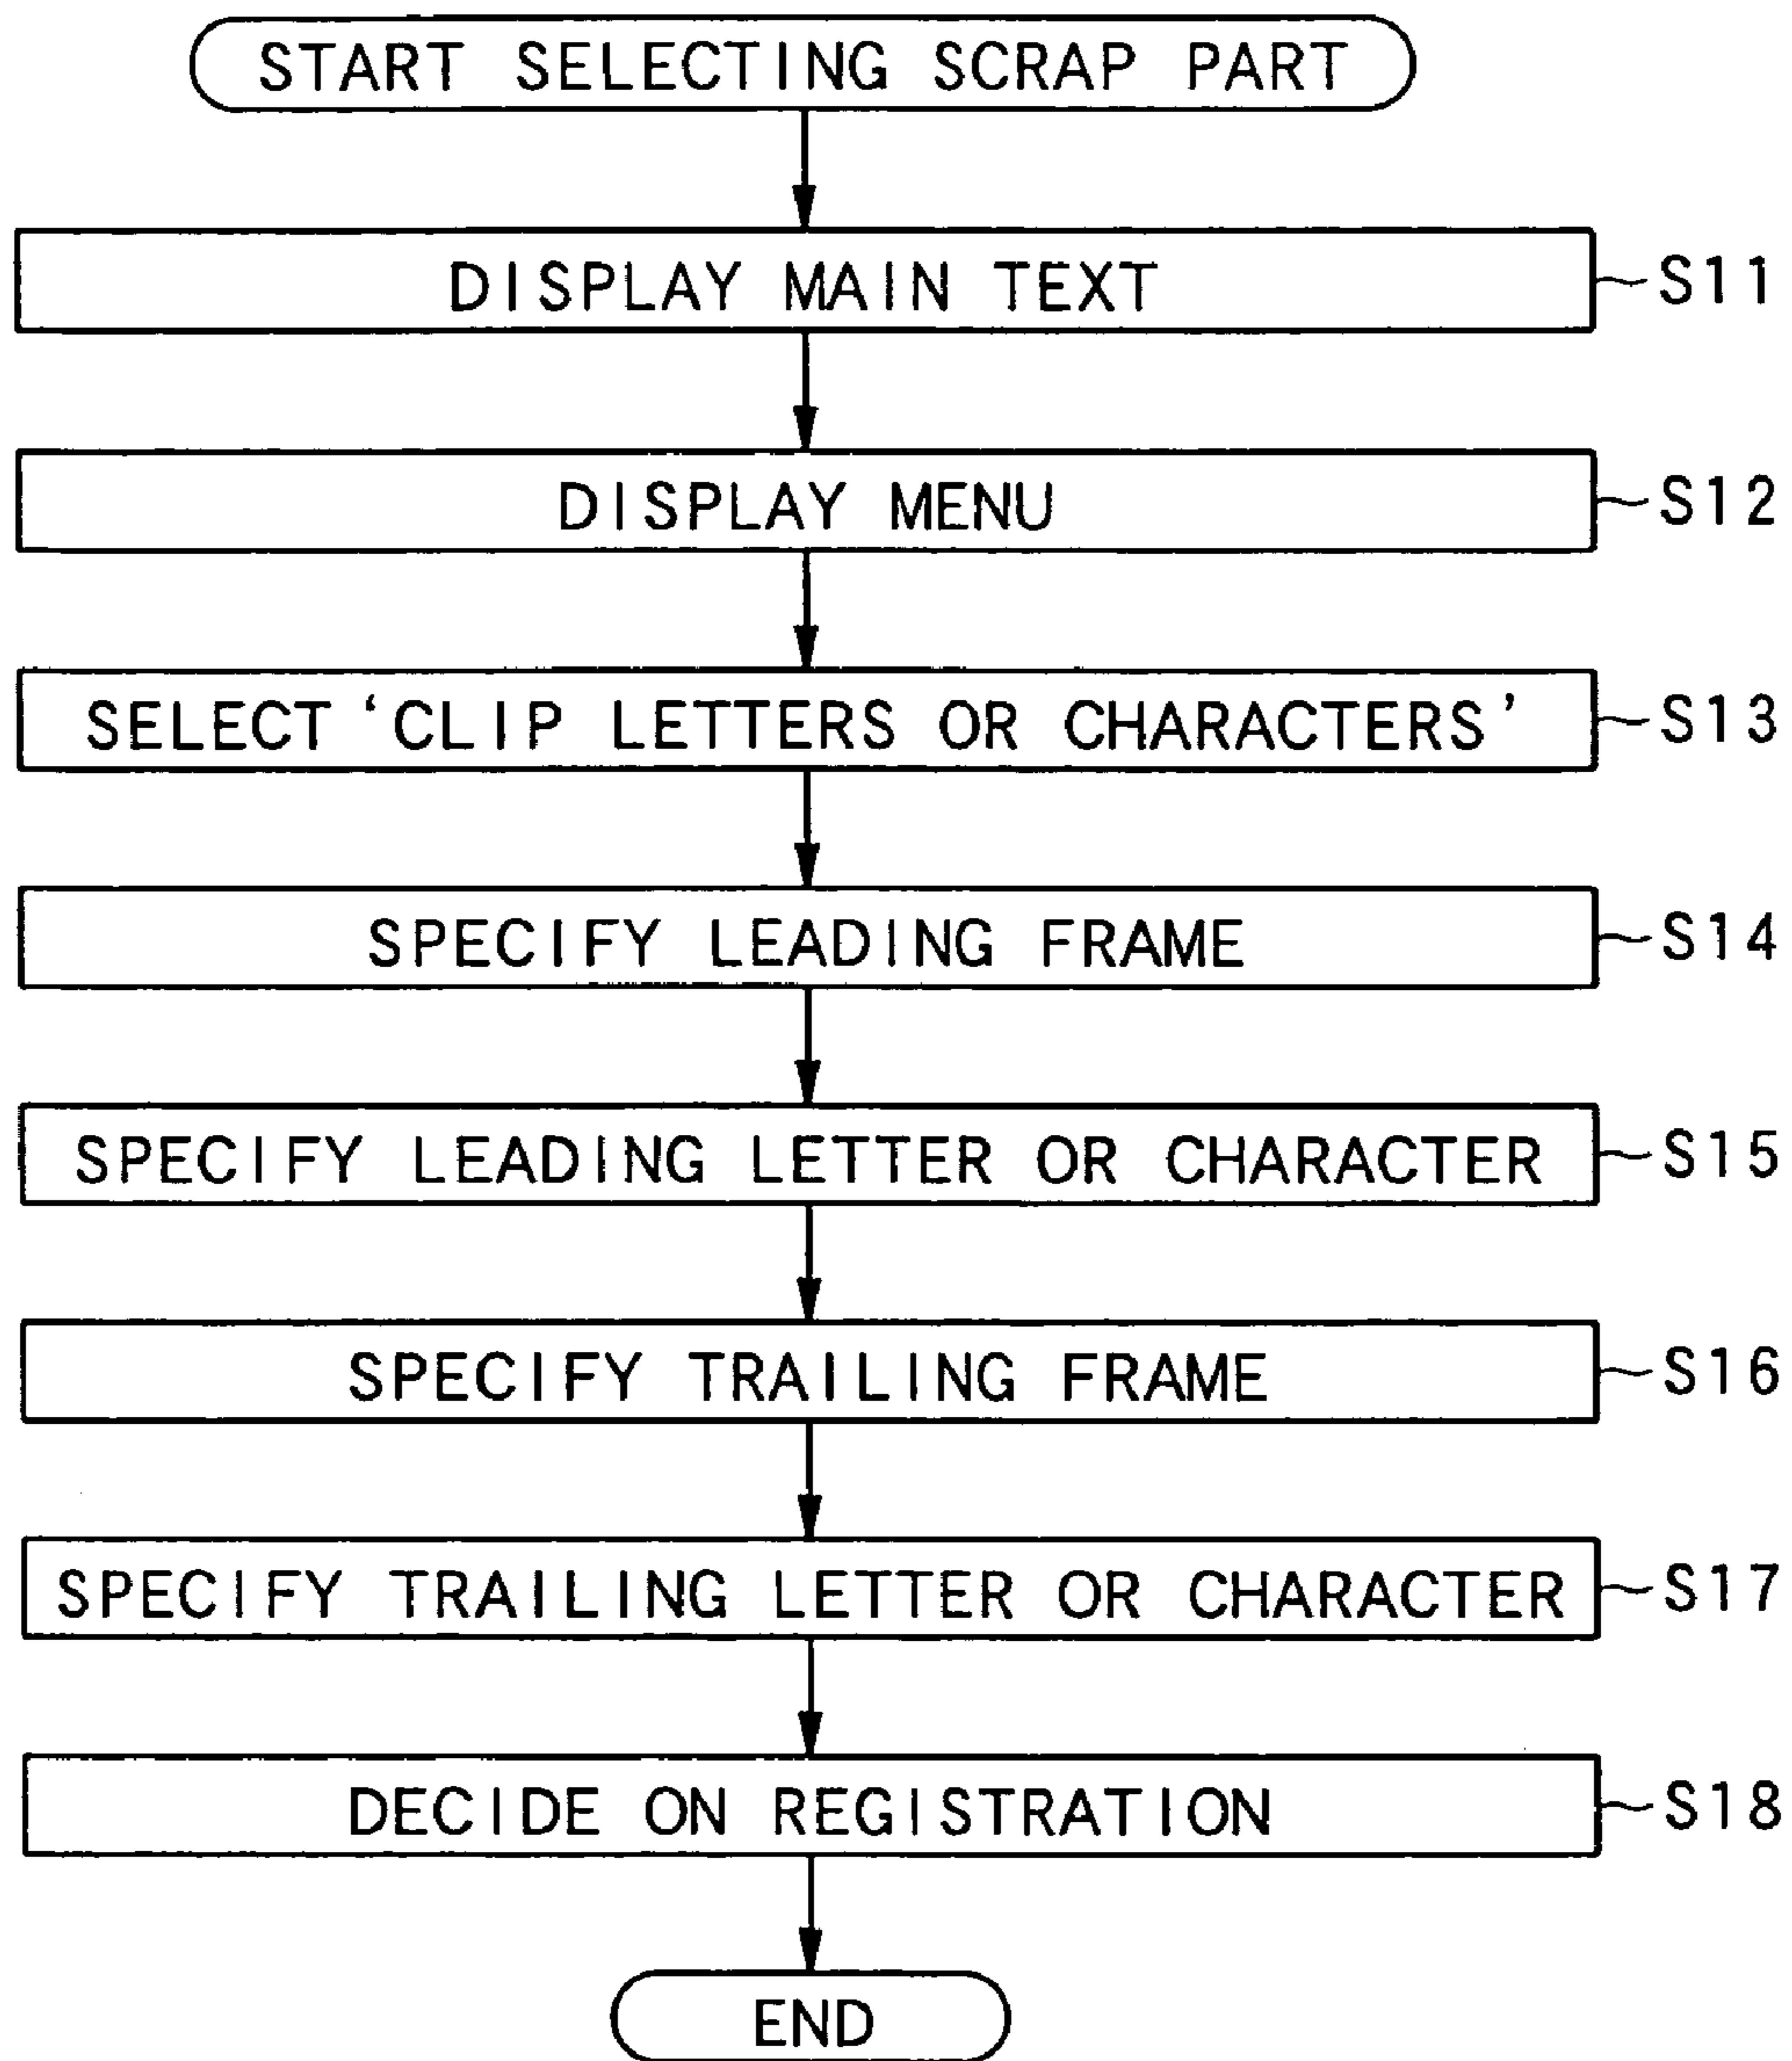 START SELECTING SCRAP PART
DISPLAY MAIN TEXT
S11
DISPLAY MENU
S12
SELECT 'CLIP LETTERS OR CHARACTERS'
S13
SPECIFY LEADING FRAME
S14
SPECIFY LEADING LETTER OR CHARACTER
S15
SPECIFY TRAILING FRAME
S16
SPECIFY TRAILING LETTER OR CHARACTER
S17
DECIDE ON REGISTRATION
S18
END